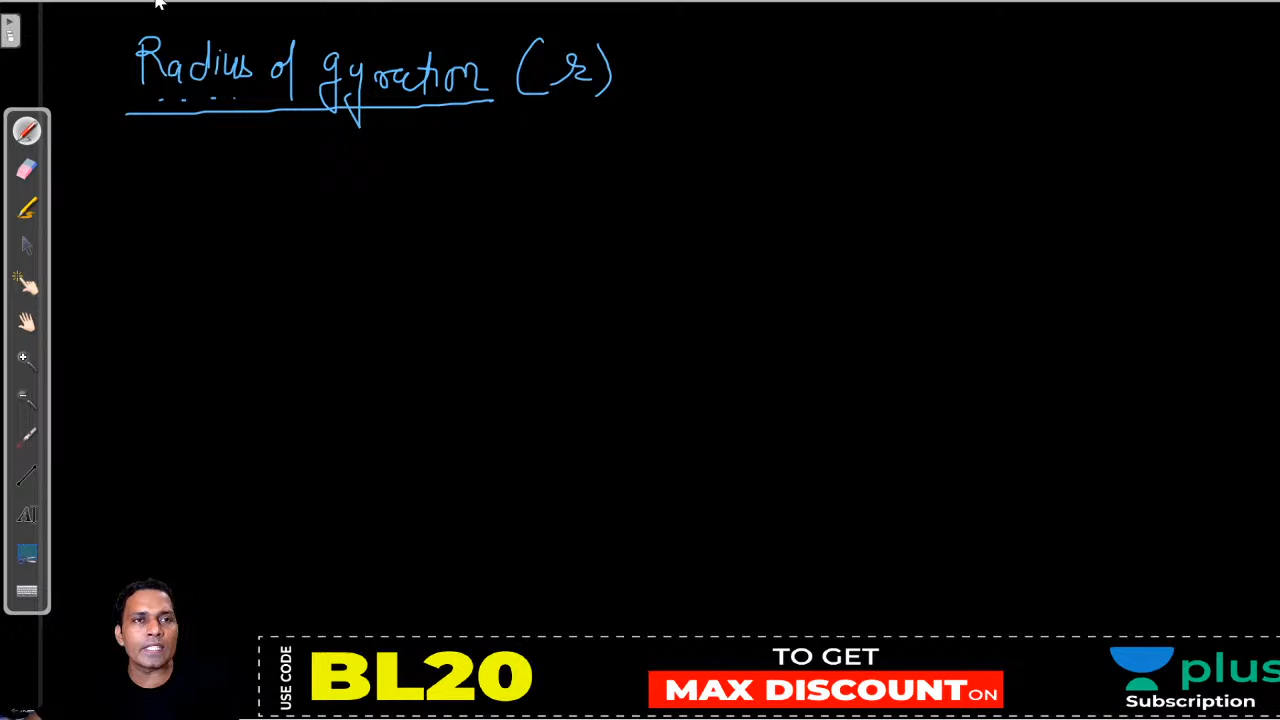 Radius of gyration (r)
USE CODE
BL20
TO GET
MAX DISCOUNT ON
plus
Subscription